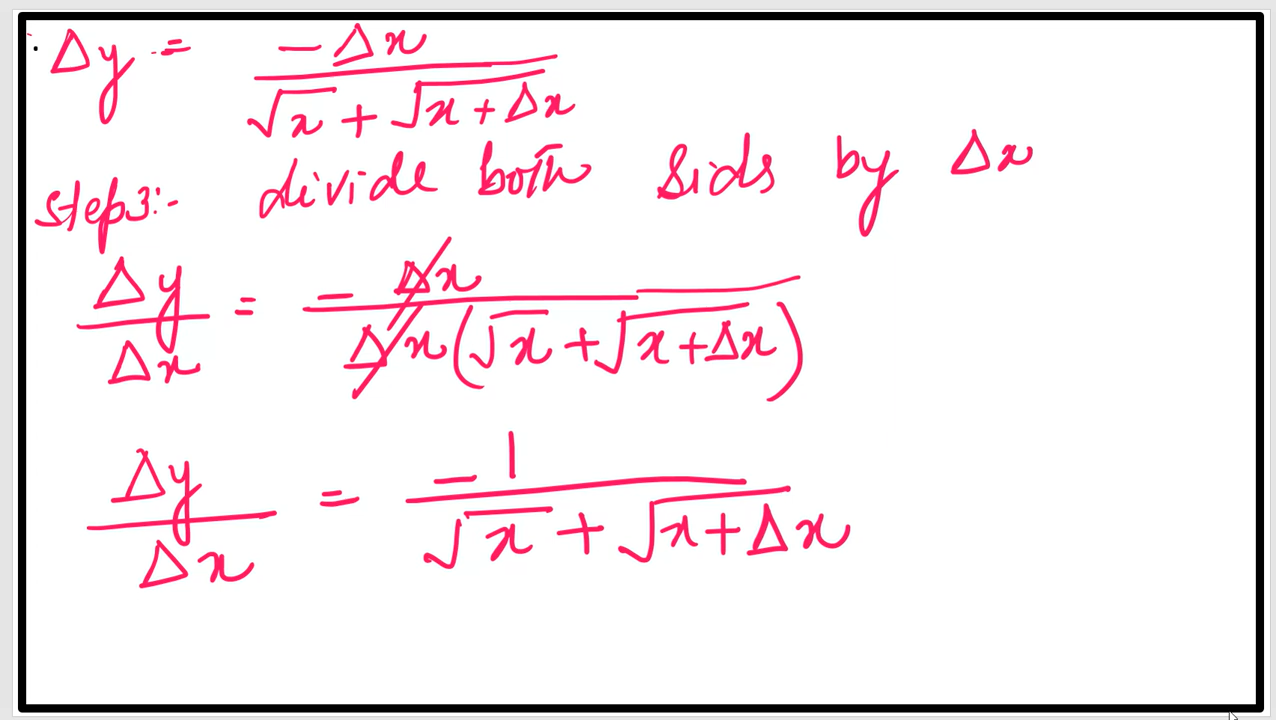 Δy = -Δx / (√x + √x+Δx)
Step3:- divide both sids by Δx
Δy/Δx = -Δx / Δx(√x + √x+Δx)
Δy/Δx = -1 / (√x + √x+Δx)